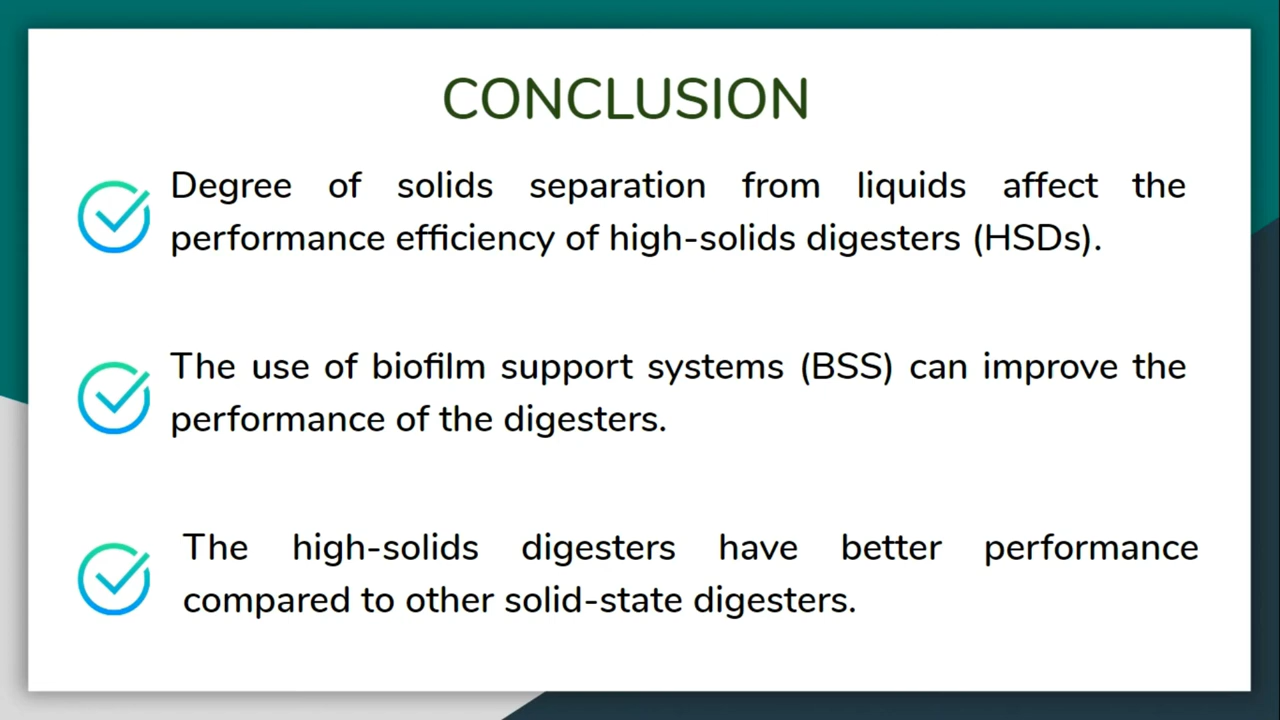 CONCLUSION
Degree of solids separation from liquids affect the
performance efficiency of high-solids digesters (HSDs).
The use of biofilm support systems (BSS) can improve the
performance of the digesters.
The high-solids digesters have better performance
compared to other solid-state digesters.